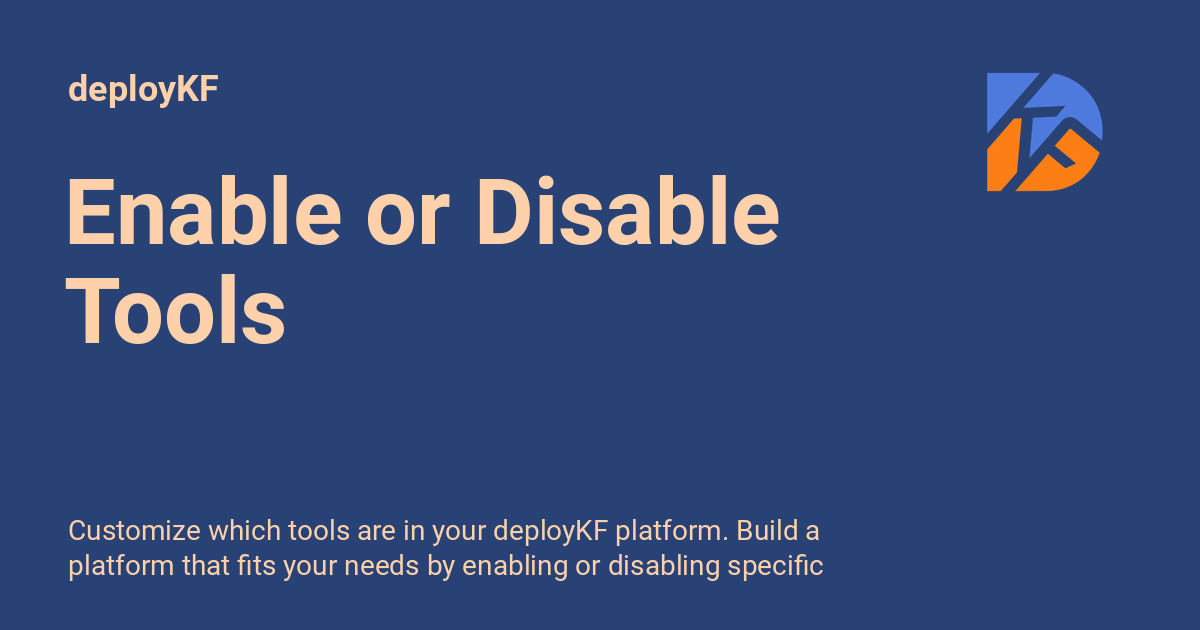 deployKF
Enable or Disable
Tools
Customize which tools are in your deployKF platform. Build a
platform that fits your needs by enabling or disabling specific